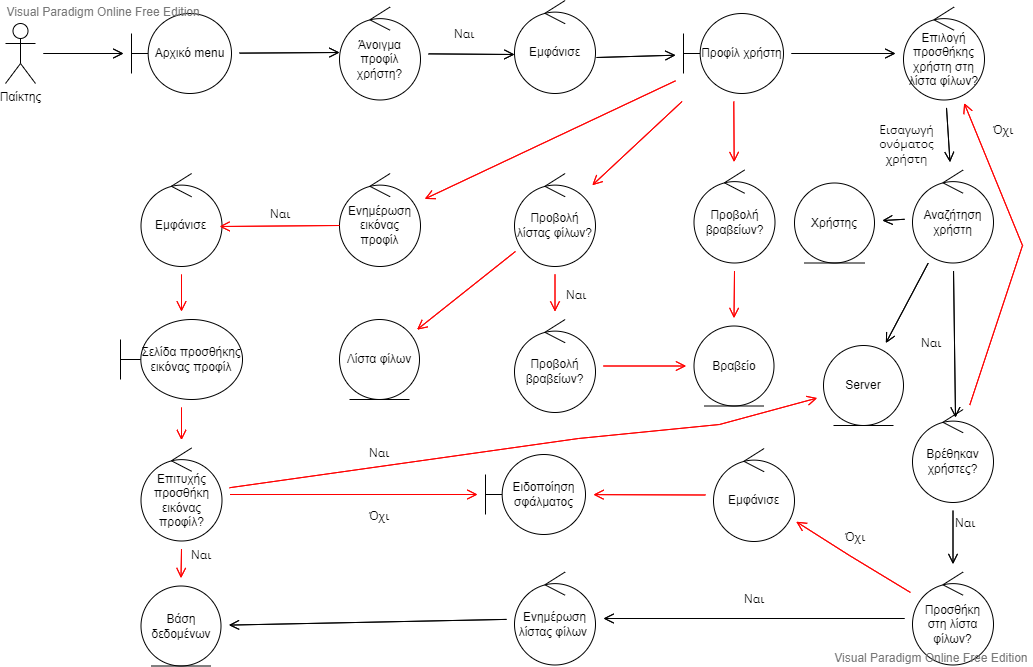 Visual Paradigm Online Free Edition
Παίκτης
Αρχικό menu
Άνοιγμα
προφίλ
χρήστη?
Ναι
Εμφάνισε
Προφίλ χρήστη
Επιλογή
προσθήκης
χρήστη στη
λίστα φίλων?
Εισαγωγή
ονόματος
χρήστη
Όχι
Εμφάνισε
Ναι
Ενημέρωση
εικόνας
προφίλ
Προβολή
λίστας φίλων?
Προβολή
βραβείων?
Χρήστης
Αναζήτηση
χρήστη
Ναι
Σελίδα προσθήκης
εικόνας προφίλ
Λίστα φίλων
Προβολή
βραβείων?
Βραβείο
Server
Ναι
Ναι
Επιτυχής
προσθήκη
εικόνας
προφίλ?
Όχι
Ειδοποίηση
σφάλματος
Εμφάνισε
Βρέθηκαν
χρήστες?
Ναι
Όχι
Ναι
Βάση
δεδομένων
Ενημέρωση
λίστας φίλων
Ναι
Προσθήκη
στη λίστα
φίλων?
Visual Paradigm Online Free Edition